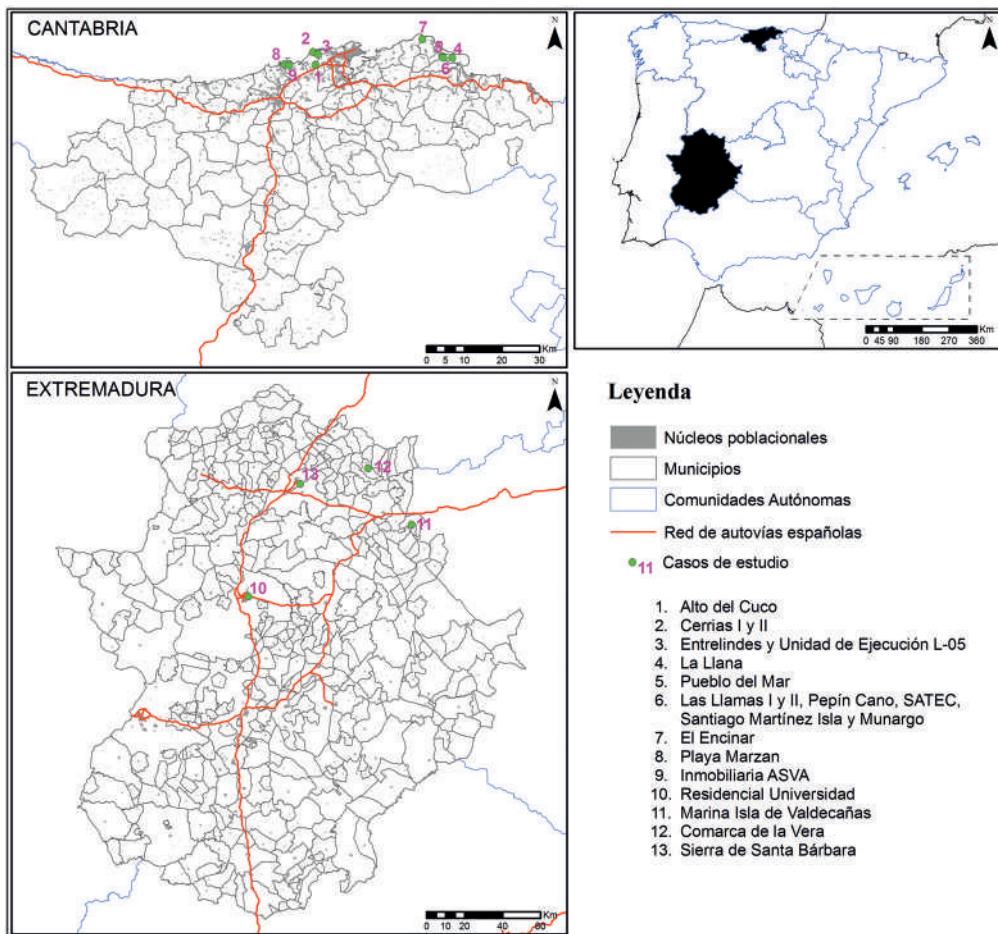 CANTABRIA
N
7
2
3
5
4
8
6
9
1
Km
0 5 10 20 30
N
Km
0 45 90 180 270 360
EXTREMADURA
N
13
12
11
10
Km
0 10 20 40 60
Leyenda
Núcleos poblacionales
Municipios
Comunidades Autónomas
Red de autovías españolas
11 Casos de estudio
1. Alto del Cuco
2. Cerrias I y II
3. Entrelindes y Unidad de Ejecución L-05
4. La Llana
5. Pueblo del Mar
6. Las Llamas I y II, Pepín Cano, SATEC,
Santiago Martínez Isla y Munargo
7. El Encinar
8. Playa Marzan
9. Inmobiliaria ASVA
10. Residencial Universidad
11. Marina Isla de Valdecañas
12. Comarca de la Vera
13. Sierra de Santa Bárbara